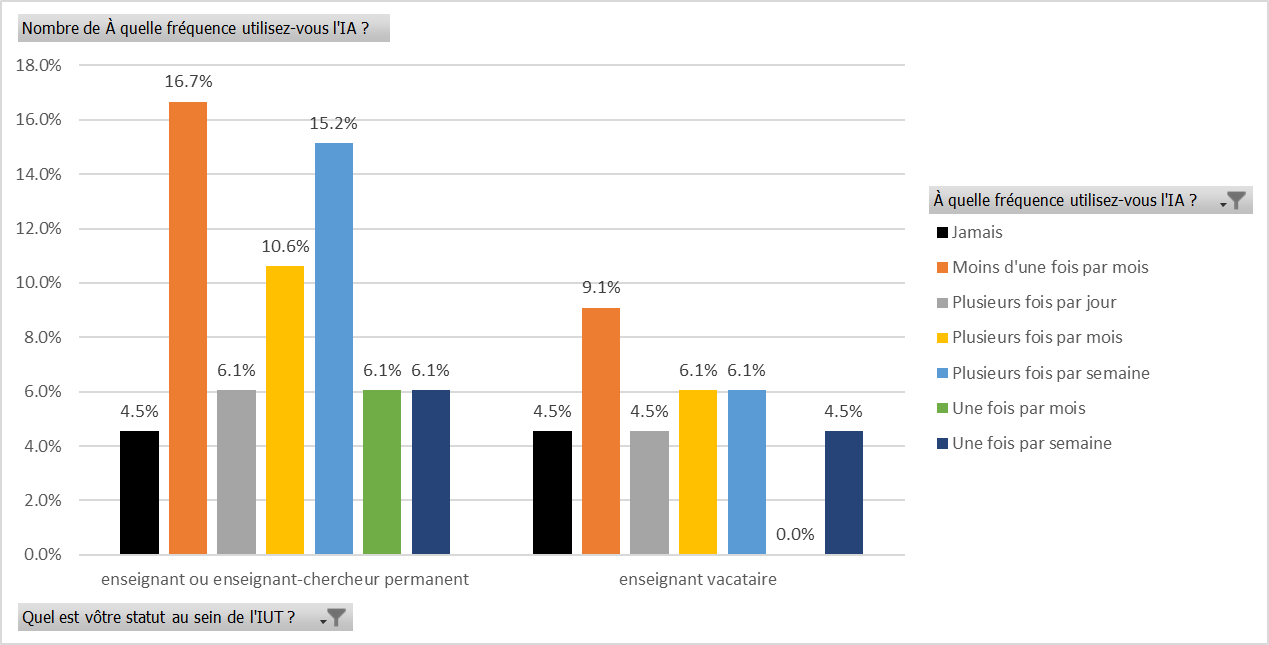 Nombre de À quelle fréquence utilisez-vous l'IA ?
18.0%
16.0%
14.0%
12.0%
10.0%
8.0%
6.0%
4.0%
2.0%
0.0%
4.5%
16.7%
6.1%
10.6%
15.2%
6.1%
6.1%
4.5%
9.1%
4.5%
6.1%
6.1%
0.0%
4.5%
enseignant ou enseignant-chercheur permanent
enseignant vacataire
À quelle fréquence utilisez-vous l'IA ?
Jamais
Moins d'une fois par mois
Plusieurs fois par jour
Plusieurs fois par mois
Plusieurs fois par semaine
Une fois par mois
Une fois par semaine
Quel est vôtre statut au sein de l'IUT ?